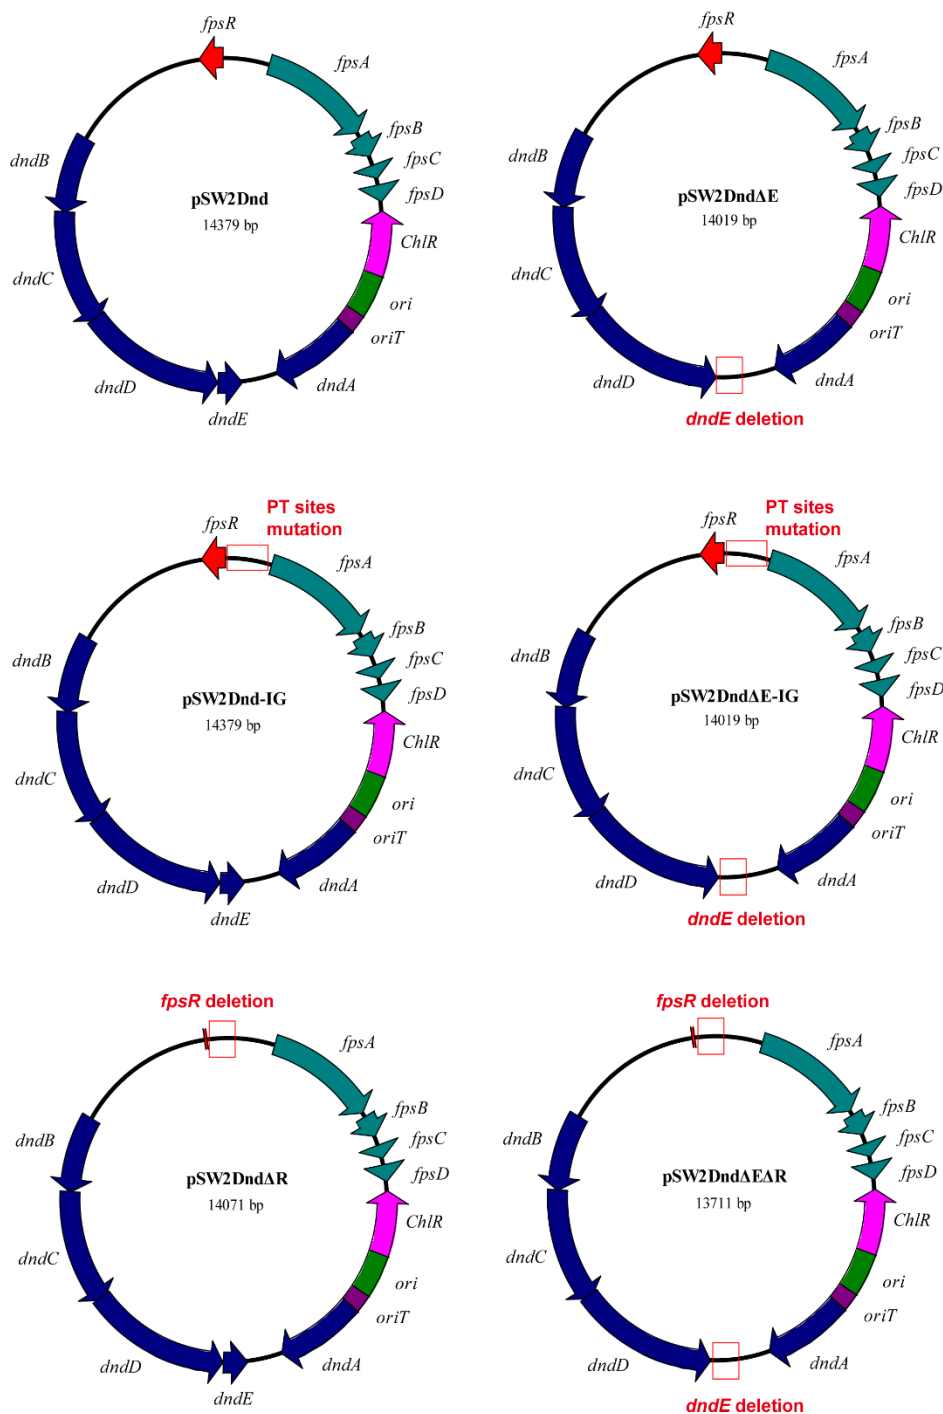 fpsR
fpsA
fpsB
fpsC
fpsD
ChlR
ori
oriT
dndA
dndE
dndD
dndC
dndB
pSW2Dnd
14379 bp
fpsR
fpsA
fpsB
fpsC
fpsD
ChlR
ori
oriT
dndA
dndE deletion
dndD
dndC
dndB
pSW2DndΔE
14019 bp
PT sites
mutation
fpsR
fpsA
fpsB
fpsC
fpsD
ChlR
ori
oriT
dndA
dndE
dndD
dndC
dndB
pSW2Dnd-IG
14379 bp
PT sites
mutation
fpsR
fpsA
fpsB
fpsC
fpsD
ChlR
ori
oriT
dndA
dndE deletion
dndD
dndC
dndB
pSW2DndΔE-IG
14019 bp
fpsR deletion
fpsA
fpsB
fpsC
fpsD
ChlR
ori
oriT
dndA
dndE
dndD
dndC
dndB
pSW2DndΔR
14071 bp
fpsR deletion
fpsA
fpsB
fpsC
fpsD
ChlR
ori
oriT
dndA
dndE deletion
dndD
dndC
dndB
pSW2DndΔEΔR
13711 bp